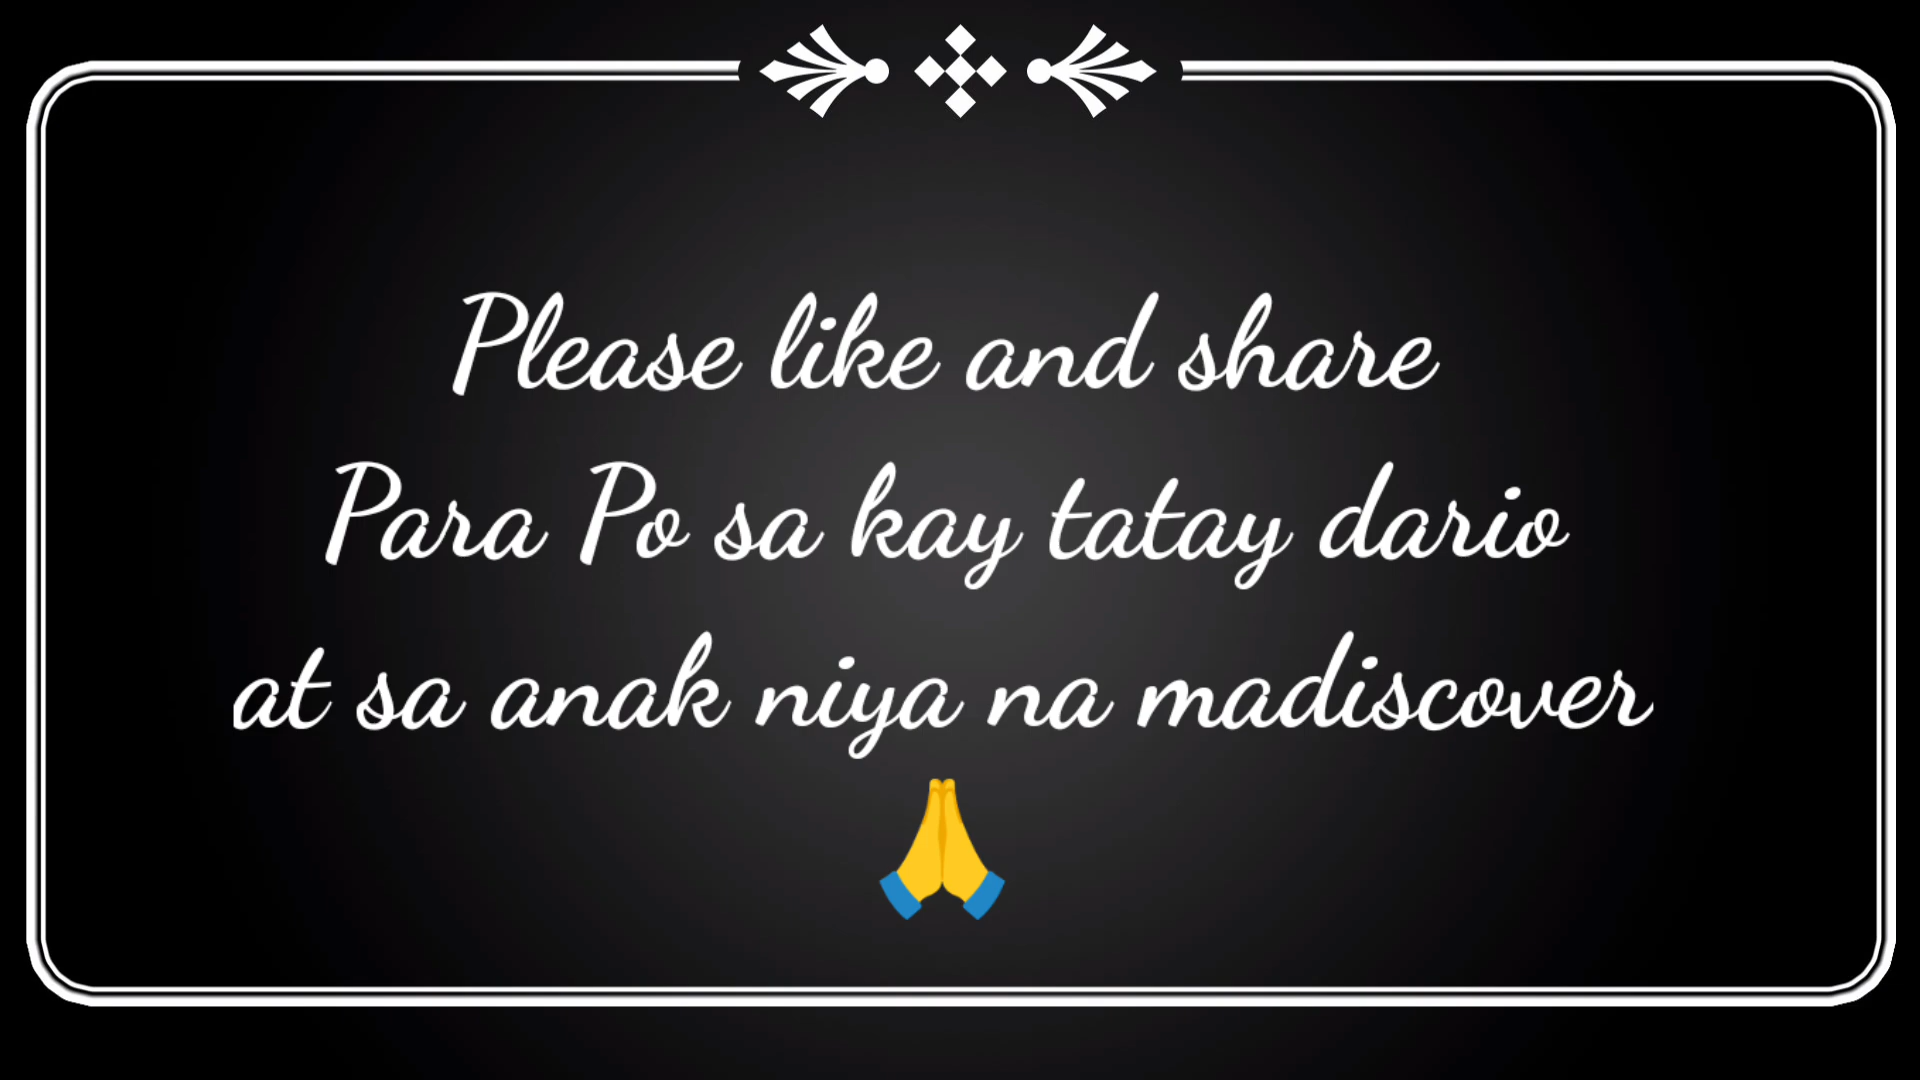 Please like and share
Para Po sa kay tatay dario
at sa anak niya na madiscover
🙏